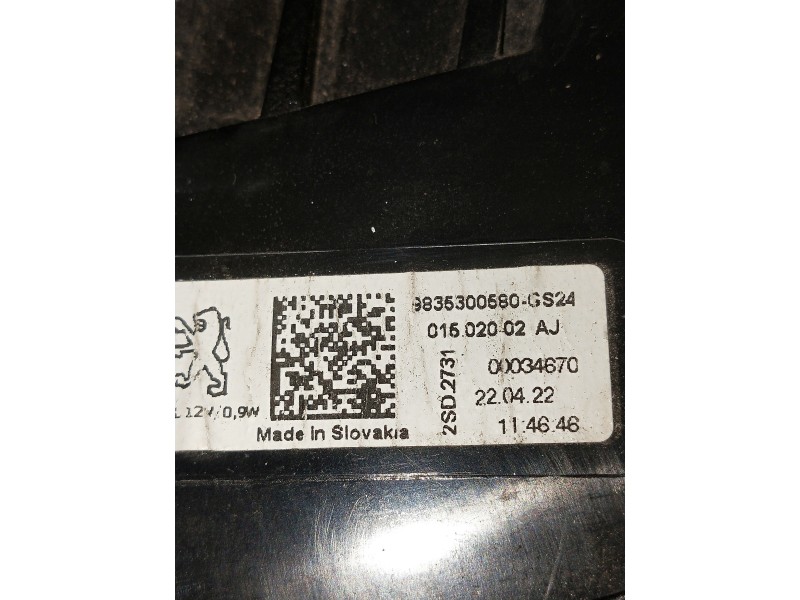 9835300580-GS24
015.020-02 AJ
2SD.2731
00034670
22.04.22
11:46:46
12V/0,9W
Made in Slovakia